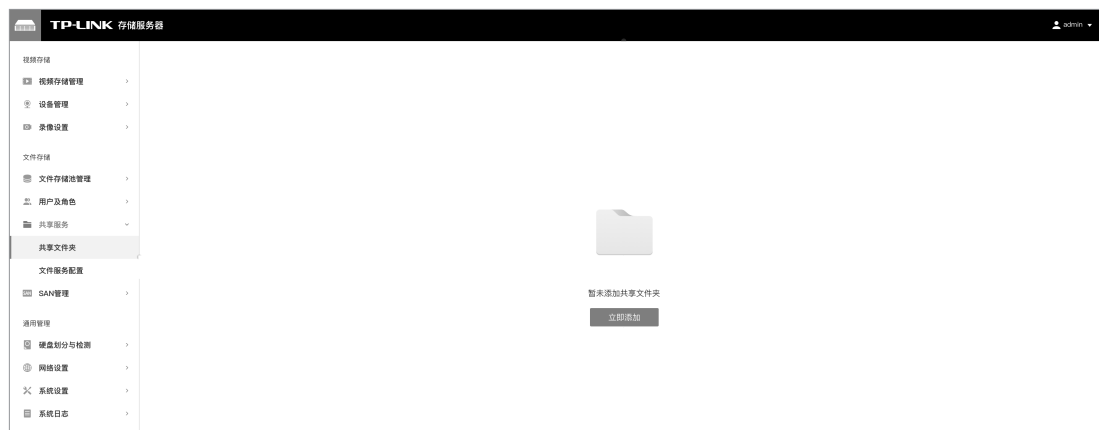 TP-LINK 存储服务器
admin
视频存储
视频存储管理
设备管理
录像设置
文件存储
文件存储池管理
用户及角色
共享服务
共享文件夹
文件服务配置
SAN管理
通用管理
硬盘划分与检测
网络设置
系统设置
系统日志
暂未添加共享文件夹
立即添加